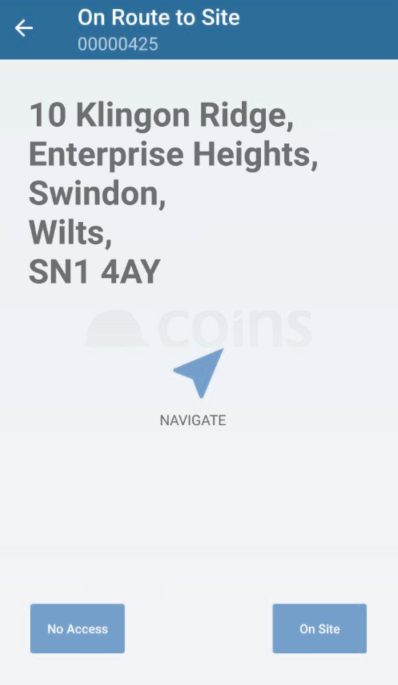 On Route to Site
00000425
10 Klingon Ridge,
Enterprise Heights,
Swindon,
Wilts,
SN1 4AY
coins
NAVIGATE
No Access
On Site